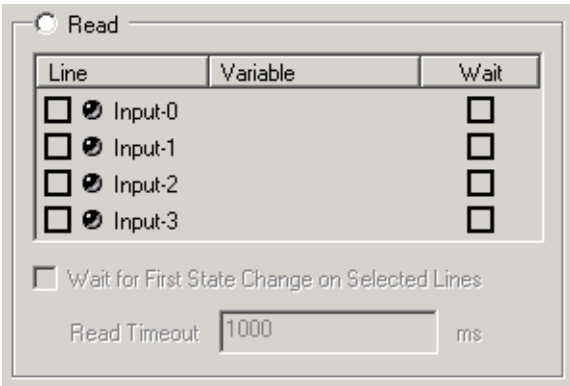 Read
Line Variable Wait
Input-0
Input-1
Input-2
Input-3
Wait for First State Change on Selected Lines
Read Timeout 1000 ms